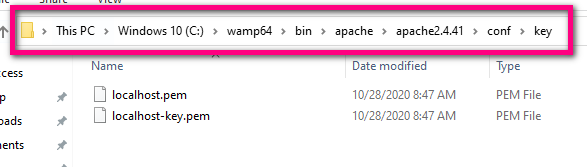 This PC > Windows 10 (C:) > wamp64 > bin > apache > apache2.4.41 > conf > key
ccess
Name
Date modified
Type
p
localhost.pem
10/28/2020 8:47 AM
PEM File
oads
localhost-key.pem
10/28/2020 8:47 AM
PEM File
ments